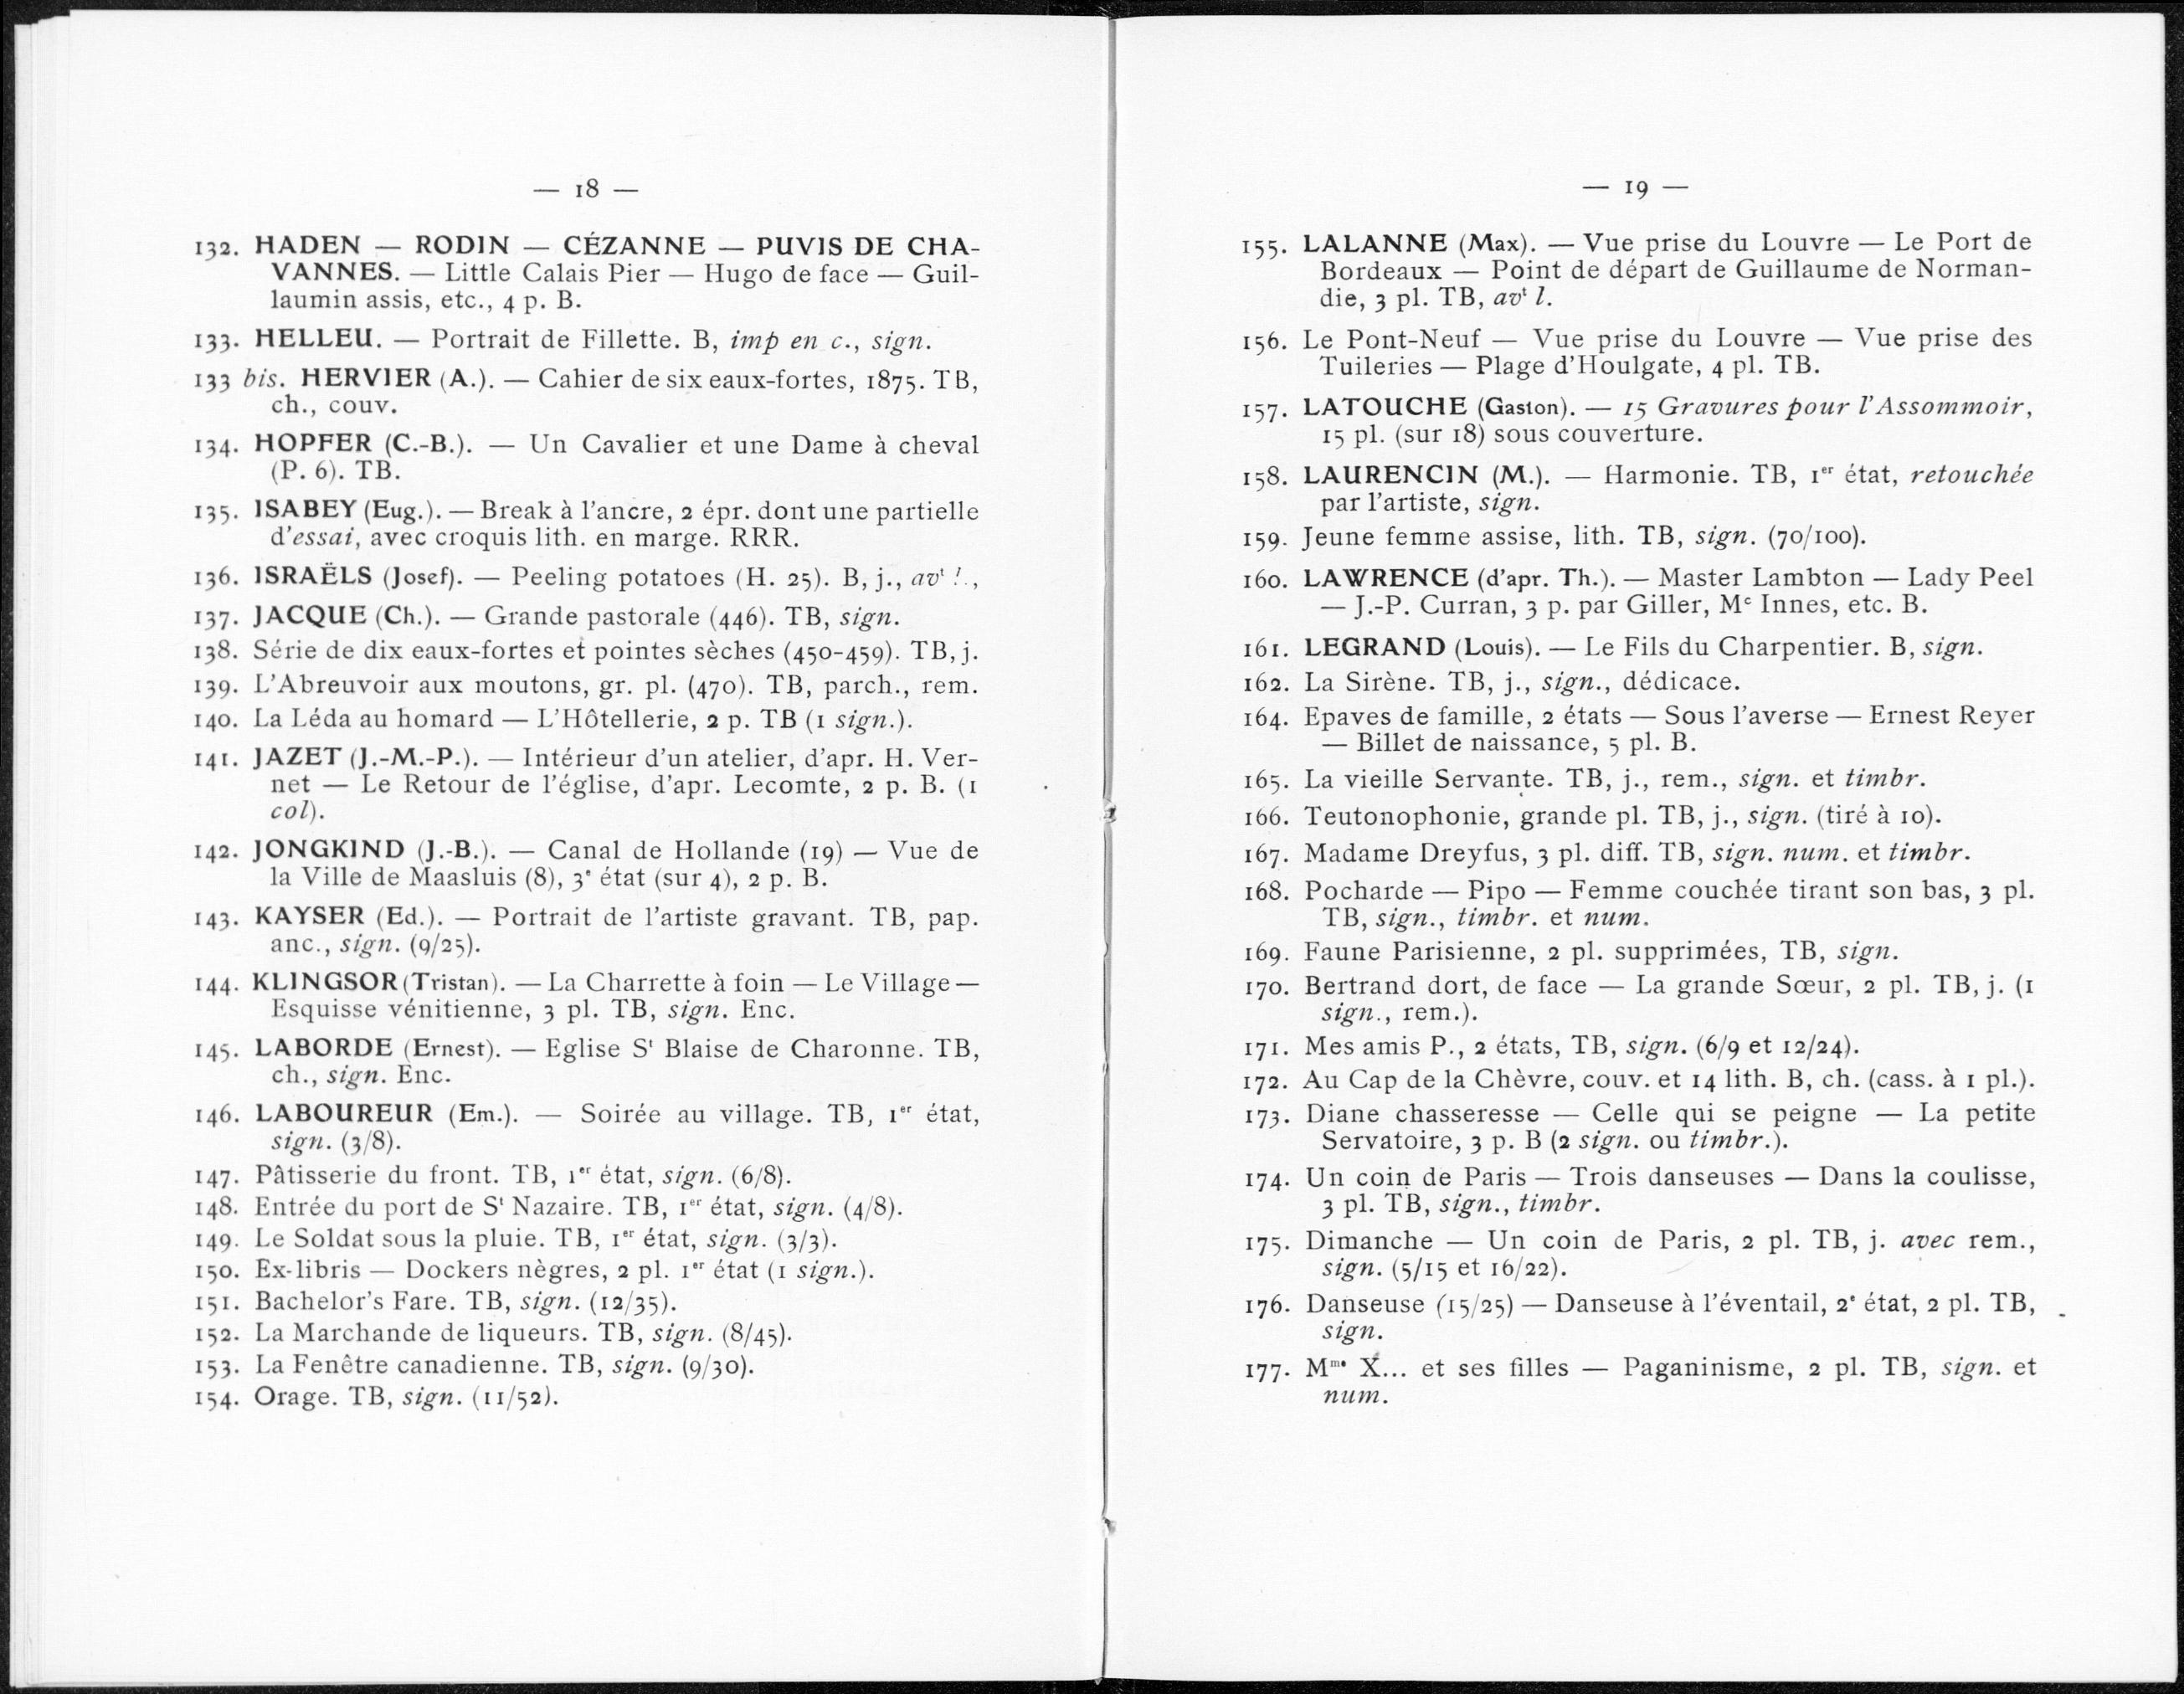 — 18 —
132. HADEN — RODIN — CÉZANNE — PUVIS DE CHA-
VANNES. — Little Calais Pier — Hugo de face — Guil-
laumin assis, etc., 4 p. B.
133. HELLEU. — Portrait de Fillette. B, imp en c., sign.
133 bis. HERVIER (A.). — Cahier de six eaux-fortes, 1875. TB,
ch., couv.
134. HOPFER (C.-B.). — Un Cavalier et une Dame à cheval
(P. 6). TB.
135. ISABEY (Eug.). — Break à l'ancre, 2 épr. dont une partielle
d'essai, avec croquis lith. en marge. RRR.
136. ISRAËLS (Josef). — Peeling potatoes (H. 25). B, j., avt l.,
137. JACQUE (Ch.). — Grande pastorale (446). TB, sign.
138. Série de dix eaux-fortes et pointes sèches (450-459). TB, j.
139. L'Abreuvoir aux moutons, gr. pl. (470). TB, parch., rem.
140. La Léda au homard — L'Hôtellerie, 2 p. TB (1 sign.).
141. JAZET (J.-M.-P.). — Intérieur d'un atelier, d'apr. H. Ver-
net — Le Retour de l'église, d'apr. Lecomte, 2 p. B. (1
col).
142. JONGKIND (J.-B.). — Canal de Hollande (19) — Vue de
la Ville de Maasluis (8), 3e état (sur 4), 2 p. B.
143. KAYSER (Ed.). — Portrait de l'artiste gravant. TB, pap.
anc., sign. (9/25).
144. KLINGSOR (Tristan). — La Charrette à foin — Le Village —
Esquisse vénitienne, 3 pl. TB, sign. Enc.
145. LABORDE (Ernest). — Eglise St Blaise de Charonne. TB,
ch., sign. Enc.
146. LABOUREUR (Em.). — Soirée au village. TB, 1er état,
sign. (3/8).
147. Pâtisserie du front. TB, 1er état, sign. (6/8).
148. Entrée du port de St Nazaire. TB, 1er état, sign. (4/8).
149. Le Soldat sous la pluie. TB, 1er état, sign. (3/3).
150. Ex-libris — Dockers nègres, 2 pl. 1er état (1 sign.).
151. Bachelor's Fare. TB, sign. (12/35).
152. La Marchande de liqueurs. TB, sign. (8/45).
153. La Fenêtre canadienne. TB, sign. (9/30).
154. Orage. TB, sign. (11/52).
— 19 —
155. LALANNE (Max). — Vue prise du Louvre — Le Port de
Bordeaux — Point de départ de Guillaume de Norman-
die, 3 pl. TB, avt l.
156. Le Pont-Neuf — Vue prise du Louvre — Vue prise des
Tuileries — Plage d'Houlgate, 4 pl. TB.
157. LATOUCHE (Gaston). — 15 Gravures pour l'Assommoir,
15 pl. (sur 18) sous couverture.
158. LAURENCIN (M.). — Harmonie. TB, 1er état, retouchée
par l'artiste, sign.
159. Jeune femme assise, lith. TB, sign. (70/100).
160. LAWRENCE (d'apr. Th.). — Master Lambton — Lady Peel
— J.-P. Curran, 3 p. par Giller, Mc Innes, etc. B.
161. LEGRAND (Louis). — Le Fils du Charpentier. B, sign.
162. La Sirène. TB, j., sign., dédicace.
164. Epaves de famille, 2 états — Sous l'averse — Ernest Reyer
— Billet de naissance, 5 pl. B.
165. La vieille Servante. TB, j., rem., sign. et timbr.
166. Teutonophonie, grande pl. TB, j., sign. (tiré à 10).
167. Madame Dreyfus, 3 pl. diff. TB, sign. num. et timbr.
168. Pocharde — Pipo — Femme couchée tirant son bas, 3 pl.
TB, sign., timbr. et num.
169. Faune Parisienne, 2 pl. supprimées, TB, sign.
170. Bertrand dort, de face — La grande Sœur, 2 pl. TB, j. (1
sign., rem.).
171. Mes amis P., 2 états, TB, sign. (6/9 et 12/24).
172. Au Cap de la Chèvre, couv. et 14 lith. B, ch. (cass. à 1 pl.).
173. Diane chasseresse — Celle qui se peigne — La petite
Servatoire, 3 p. B (2 sign. ou timbr.).
174. Un coin de Paris — Trois danseuses — Dans la coulisse,
3 pl. TB, sign., timbr.
175. Dimanche — Un coin de Paris, 2 pl. TB, j. avec rem.,
sign. (5/15 et 16/22).
176. Danseuse (15/25) — Danseuse à l'éventail, 2e état, 2 pl. TB,
sign.
177. Mme X... et ses filles — Paganinisme, 2 pl. TB, sign. et
num.